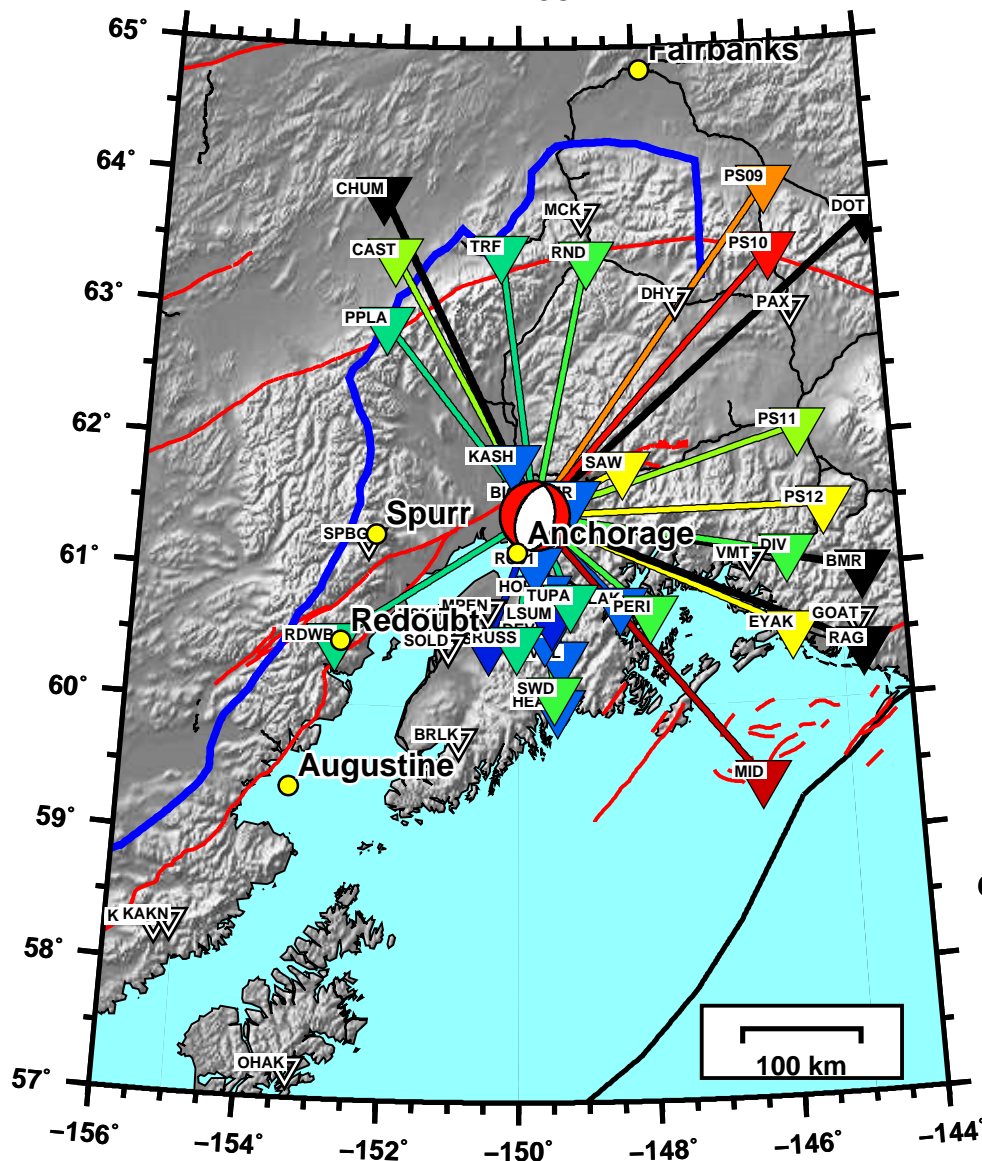 65°
Fairbanks
64°
PS09
CHUM
DOT
MCK
CAST
TRF
RND
PS10
63°
DHY
PAX
PPLA
62°
PS11
KASH
SAW
PS12
Spurr
SPBG
Anchorage
61°
DIV
VMT
BMR
TUPA
PERI
LSUM
GOAT
EYAK
Redoubt
RDWB
SOLD
RUSS
RAG
60°
SWD
HEA
BRLK
MID
Augustine
59°
K
KAKN
58°
OHAK
100 km
57°
−156°
−154°
−152°
−150°
−148°
−146°
−144°